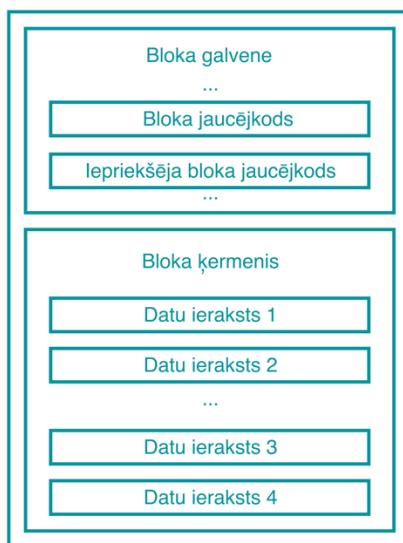 Bloka galvene
...
Bloka jaucējkods
Iepriekšēja bloka jaucējkods
...
Bloka ķermenis
Datu ieraksts 1
Datu ieraksts 2
...
Datu ieraksts 3
Datu ieraksts 4